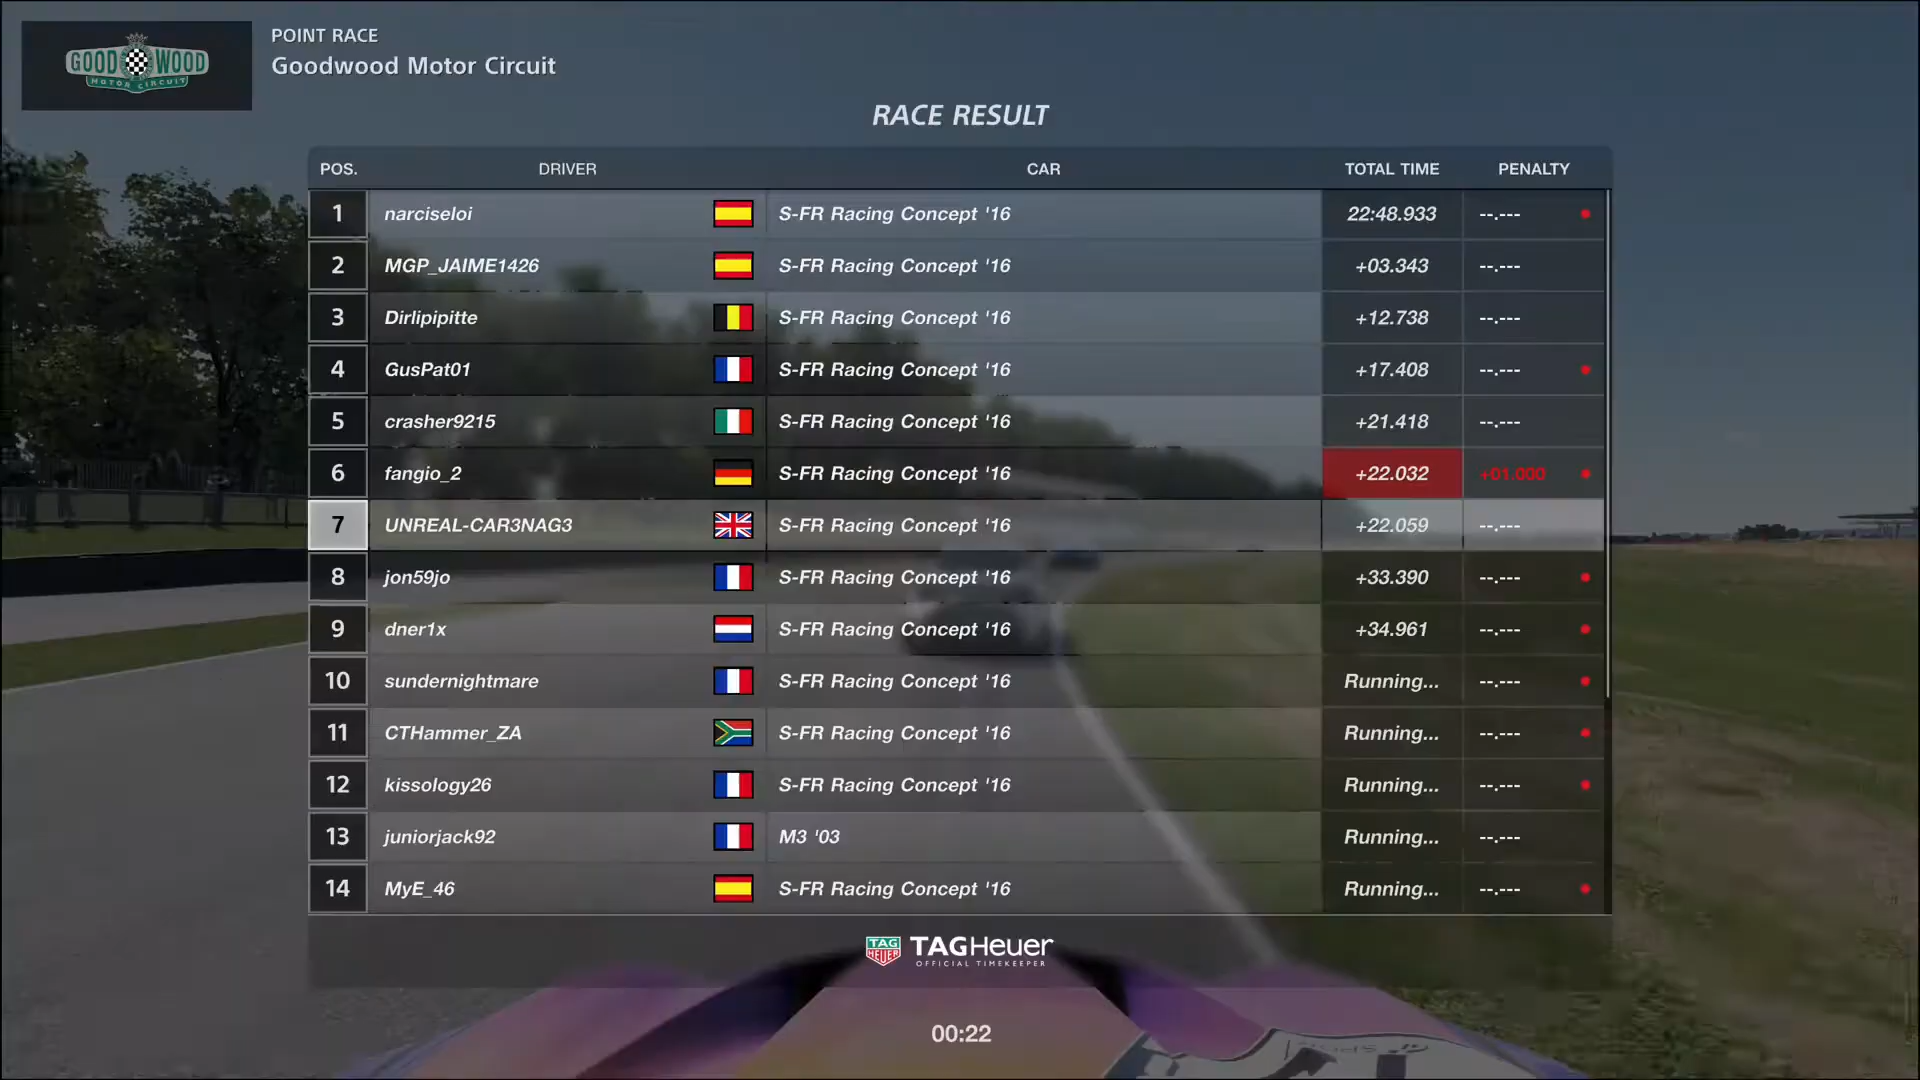 GOOD WOOD
MOTOR CIRCUIT
POINT RACE
Goodwood Motor Circuit
RACE RESULT
POS. DRIVER CAR TOTAL TIME PENALTY
1 narciseloi S-FR Racing Concept '16 22:48.933 --.---
2 MGP_JAIME1426 S-FR Racing Concept '16 +03.343 --.---
3 Dirlipipitte S-FR Racing Concept '16 +12.738 --.---
4 GusPat01 S-FR Racing Concept '16 +17.408 --.---
5 crasher9215 S-FR Racing Concept '16 +21.418 --.---
6 fangio_2 S-FR Racing Concept '16 +22.032 +01.000
7 UNREAL-CAR3NAG3 S-FR Racing Concept '16 +22.059 --.---
8 jon59jo S-FR Racing Concept '16 +33.390 --.---
9 dner1x S-FR Racing Concept '16 +34.961 --.---
10 sundernightmare S-FR Racing Concept '16 Running... --.---
11 CTHammer_ZA S-FR Racing Concept '16 Running... --.---
12 kissology26 S-FR Racing Concept '16 Running... --.---
13 juniorjack92 M3 '03 Running... --.---
14 MyE_46 S-FR Racing Concept '16 Running... --.---
TAG HEUER TAGHeuer
OFFICIAL TIMEKEEPER
00:22